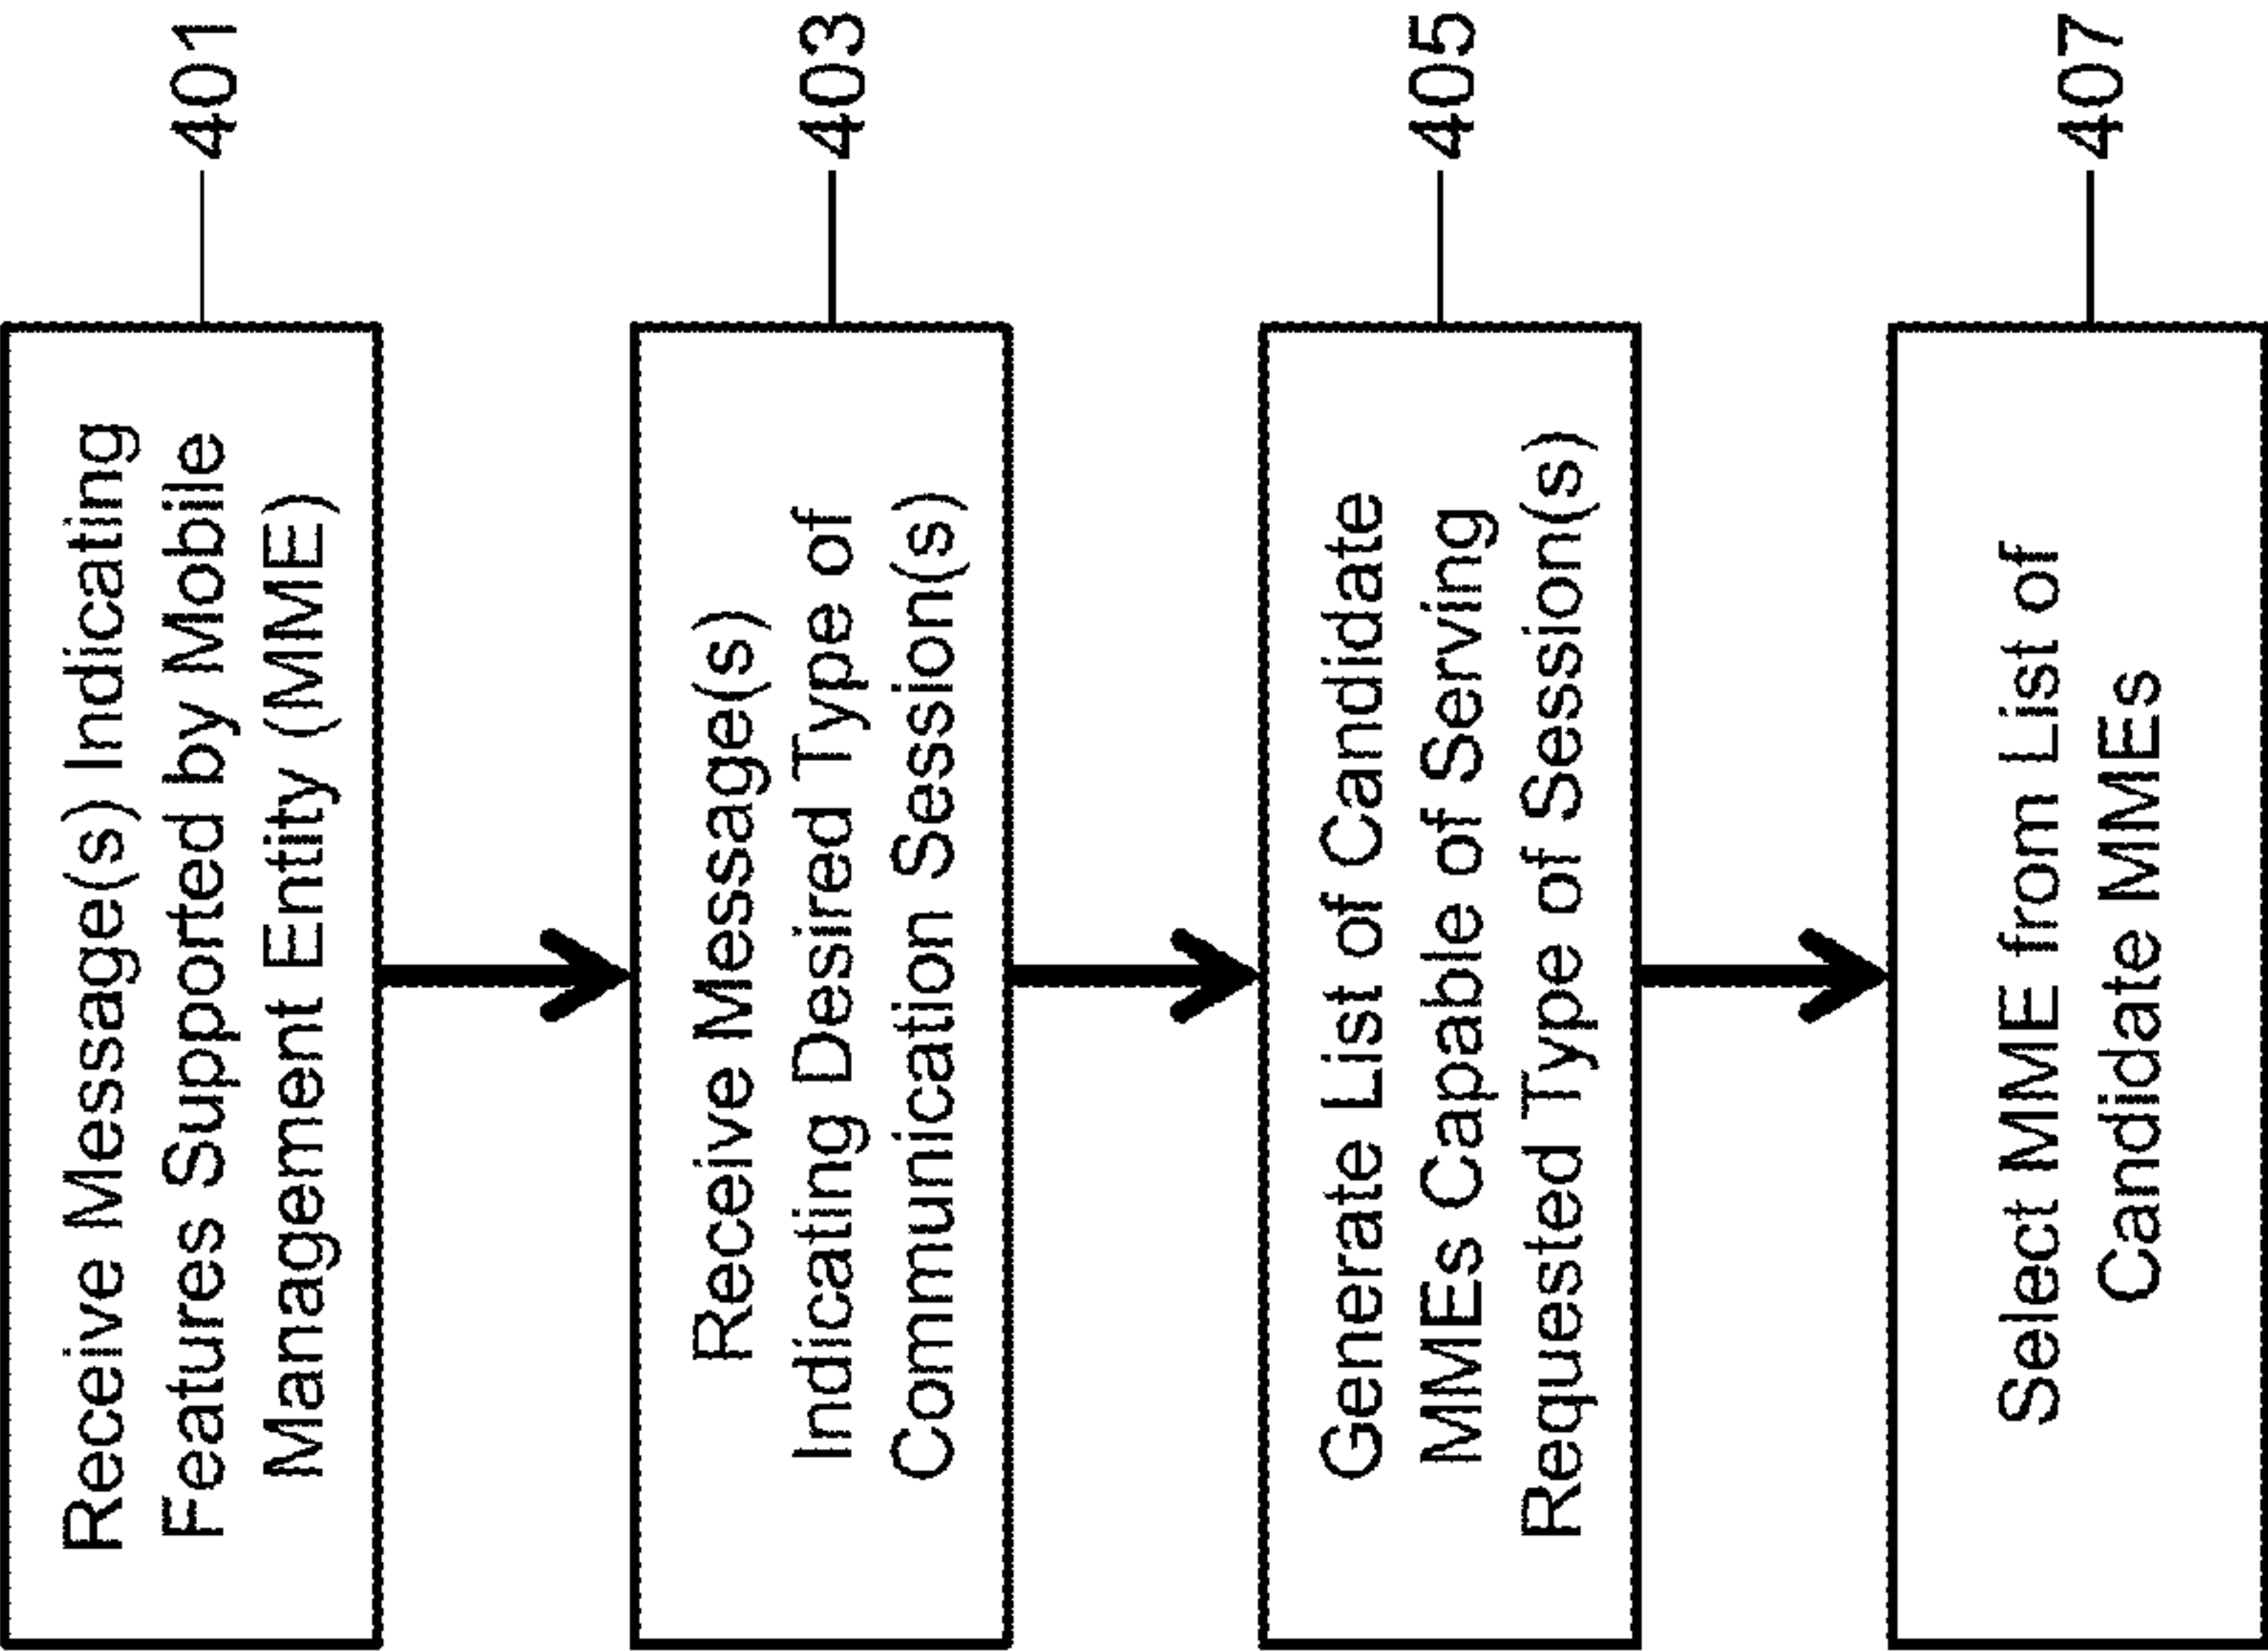 Receive Message(s) Indicating
Features Supported by Mobile
Management Entity (MME)
401
Receive Message(s)
Indicating Desired Type of
Communication Session(s)
403
Generate List of Candidate
MMEs Capable of Serving
Requested Type of Session(s)
405
Select MME from List of
Candidate MMEs
407